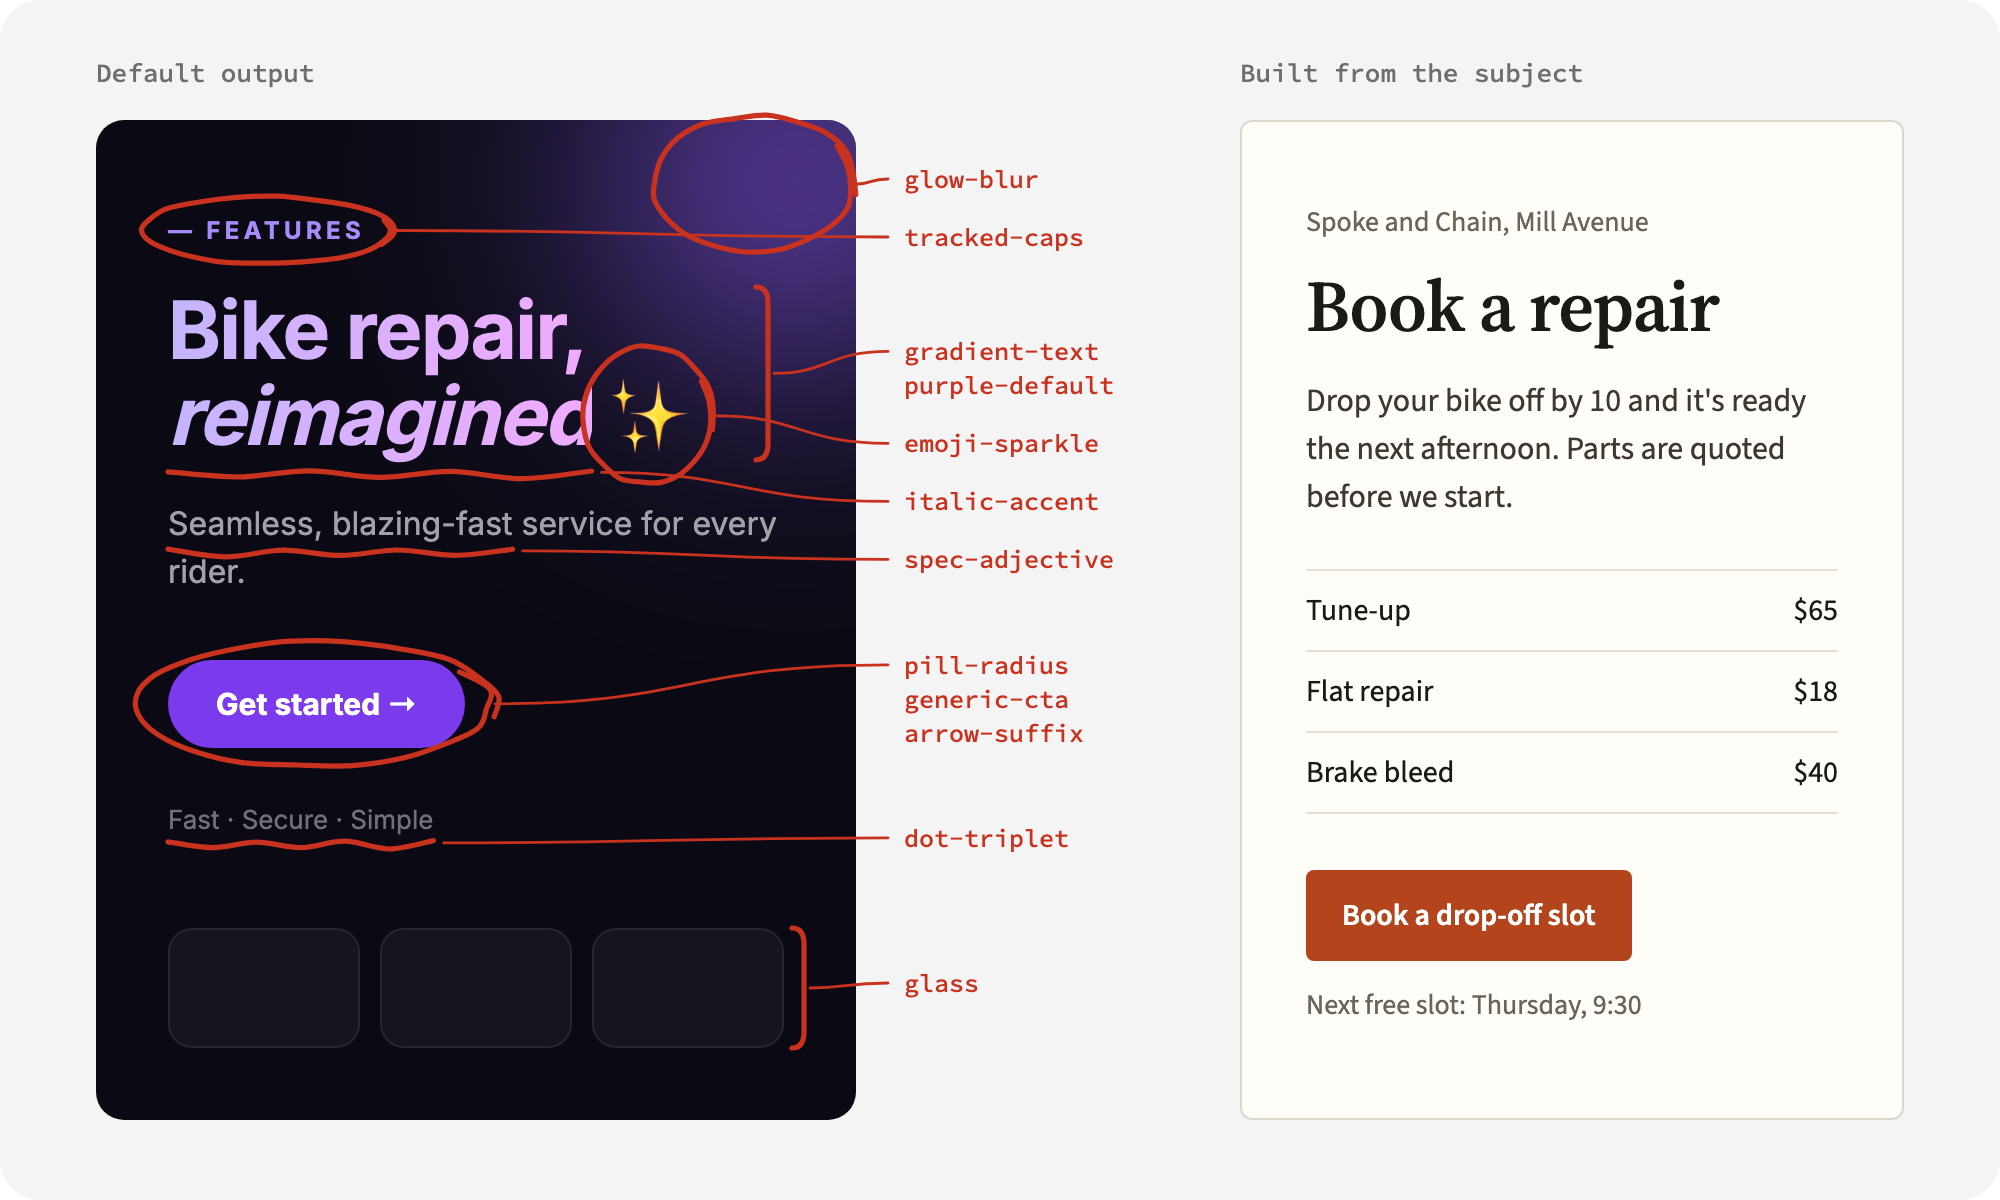 Default output
— FEATURES
Bike repair,
reimagined ✨
Seamless, blazing-fast service for every
rider.
Get started →
Fast · Secure · Simple
glow-blur
tracked-caps
gradient-text
purple-default
emoji-sparkle
italic-accent
spec-adjective
pill-radius
generic-cta
arrow-suffix
dot-triplet
glass
Built from the subject
Spoke and Chain, Mill Avenue
Book a repair
Drop your bike off by 10 and it's ready
the next afternoon. Parts are quoted
before we start.
Tune-up $65
Flat repair $18
Brake bleed $40
Book a drop-off slot
Next free slot: Thursday, 9:30